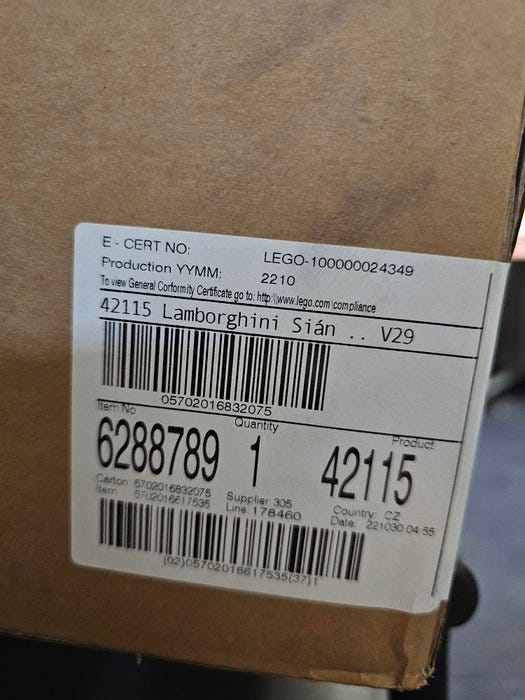 E - CERT NO: LEGO-100000024349
Production YYMM: 2210
To view General Conformity Certificate go to: http:\\www.lego.com\compliance
42115 Lamborghini Sián .. V29
05702016832075
Item No Quantity Product
6288789 1 42115
Carton 5702016832075 Supplier: 305 Country: CZ
Item 5702016617535 Line: 178460 Date: 221030 04:55
(02)05702016617535(37)1